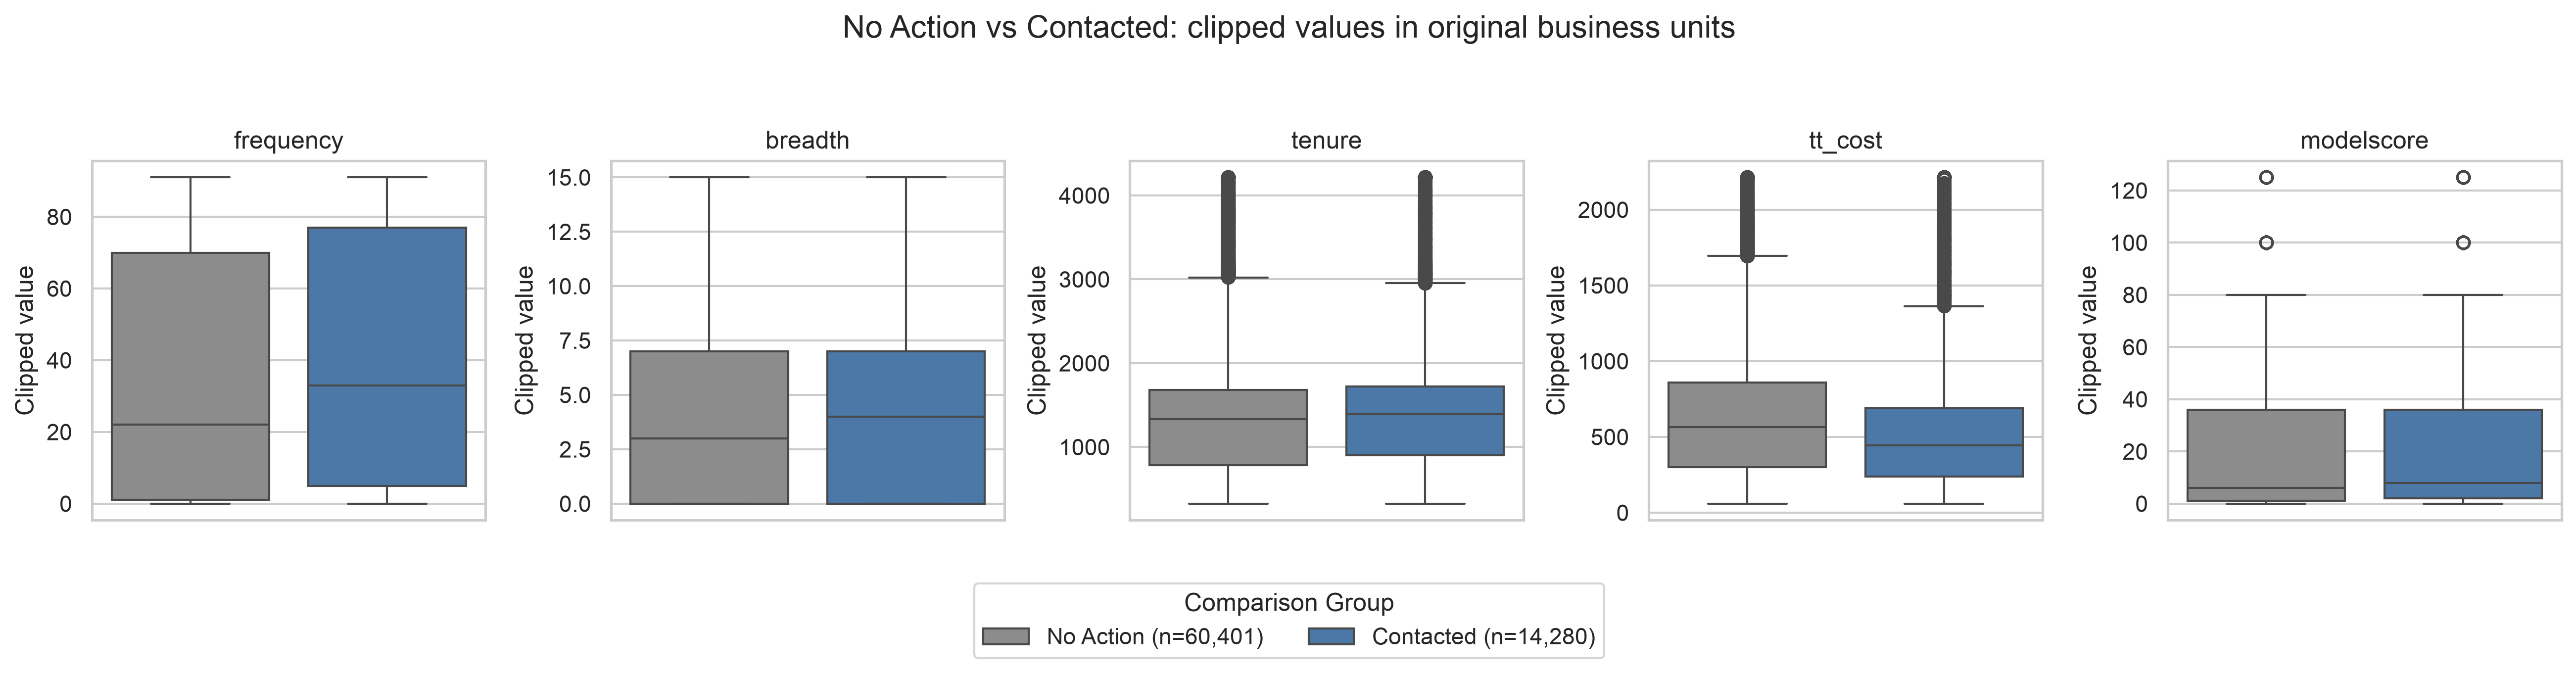 No Action vs Contacted: clipped values in original business units
frequency
Clipped value
80
60
40
20
0
breadth
Clipped value
15.0
12.5
10.0
7.5
5.0
2.5
0.0
tenure
Clipped value
4000
3000
2000
1000
tt_cost
Clipped value
2000
1500
1000
500
0
modelscore
Clipped value
120
100
80
60
40
20
0
Comparison Group
No Action (n=60,401)
Contacted (n=14,280)